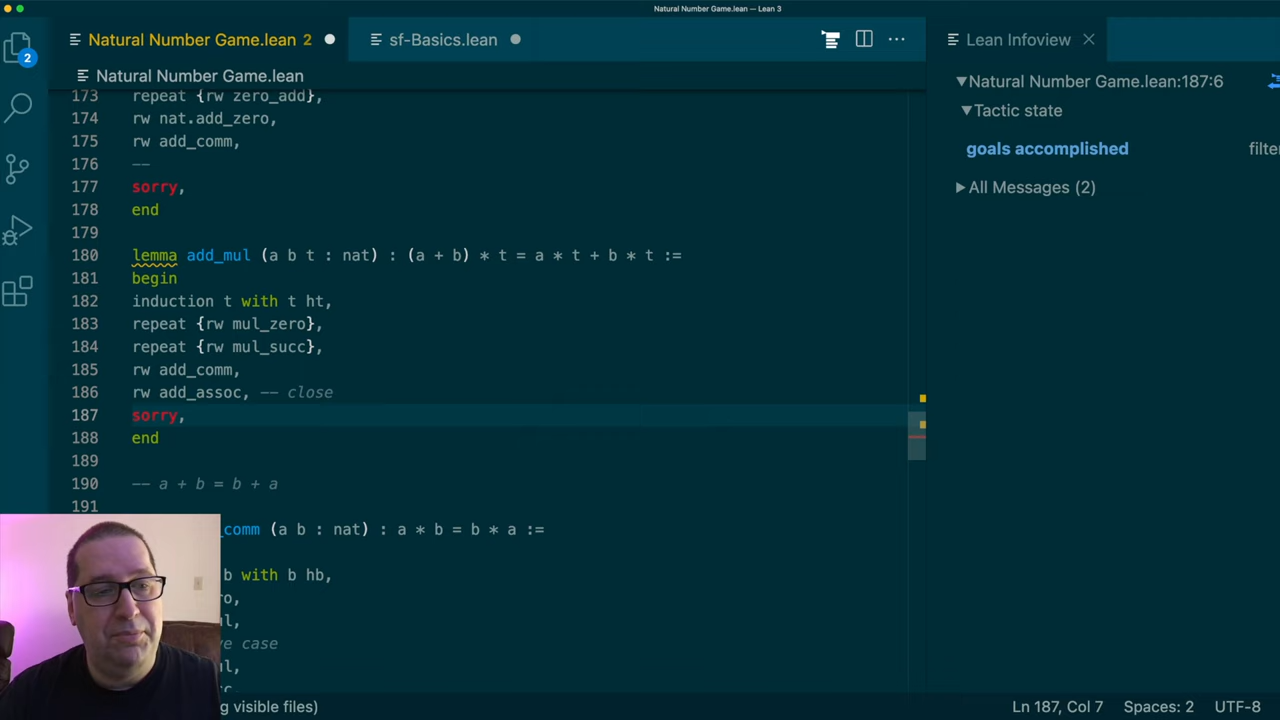 Natural Number Game.lean — Lean 3
Natural Number Game.lean 2
sf-Basics.lean
Lean Infoview
2
Natural Number Game.lean
Natural Number Game.lean:187:6
Tactic state
goals accomplished
filter
All Messages (2)
173 repeat {rw zero_add},
174 rw nat.add_zero,
175 rw add_comm,
176 --
177 sorry,
178 end
179
180 lemma add_mul (a b t : nat) : (a + b) * t = a * t + b * t :=
181 begin
182 induction t with t ht,
183 repeat {rw mul_zero},
184 repeat {rw mul_succ},
185 rw add_comm,
186 rw add_assoc, -- close
187 sorry,
188 end
189
190 -- a + b = b + a
191
_comm (a b : nat) : a * b = b * a :=
b with b hb,
ro,
ul,
ve case
ul,
g visible files)
Ln 187, Col 7
Spaces: 2
UTF-8